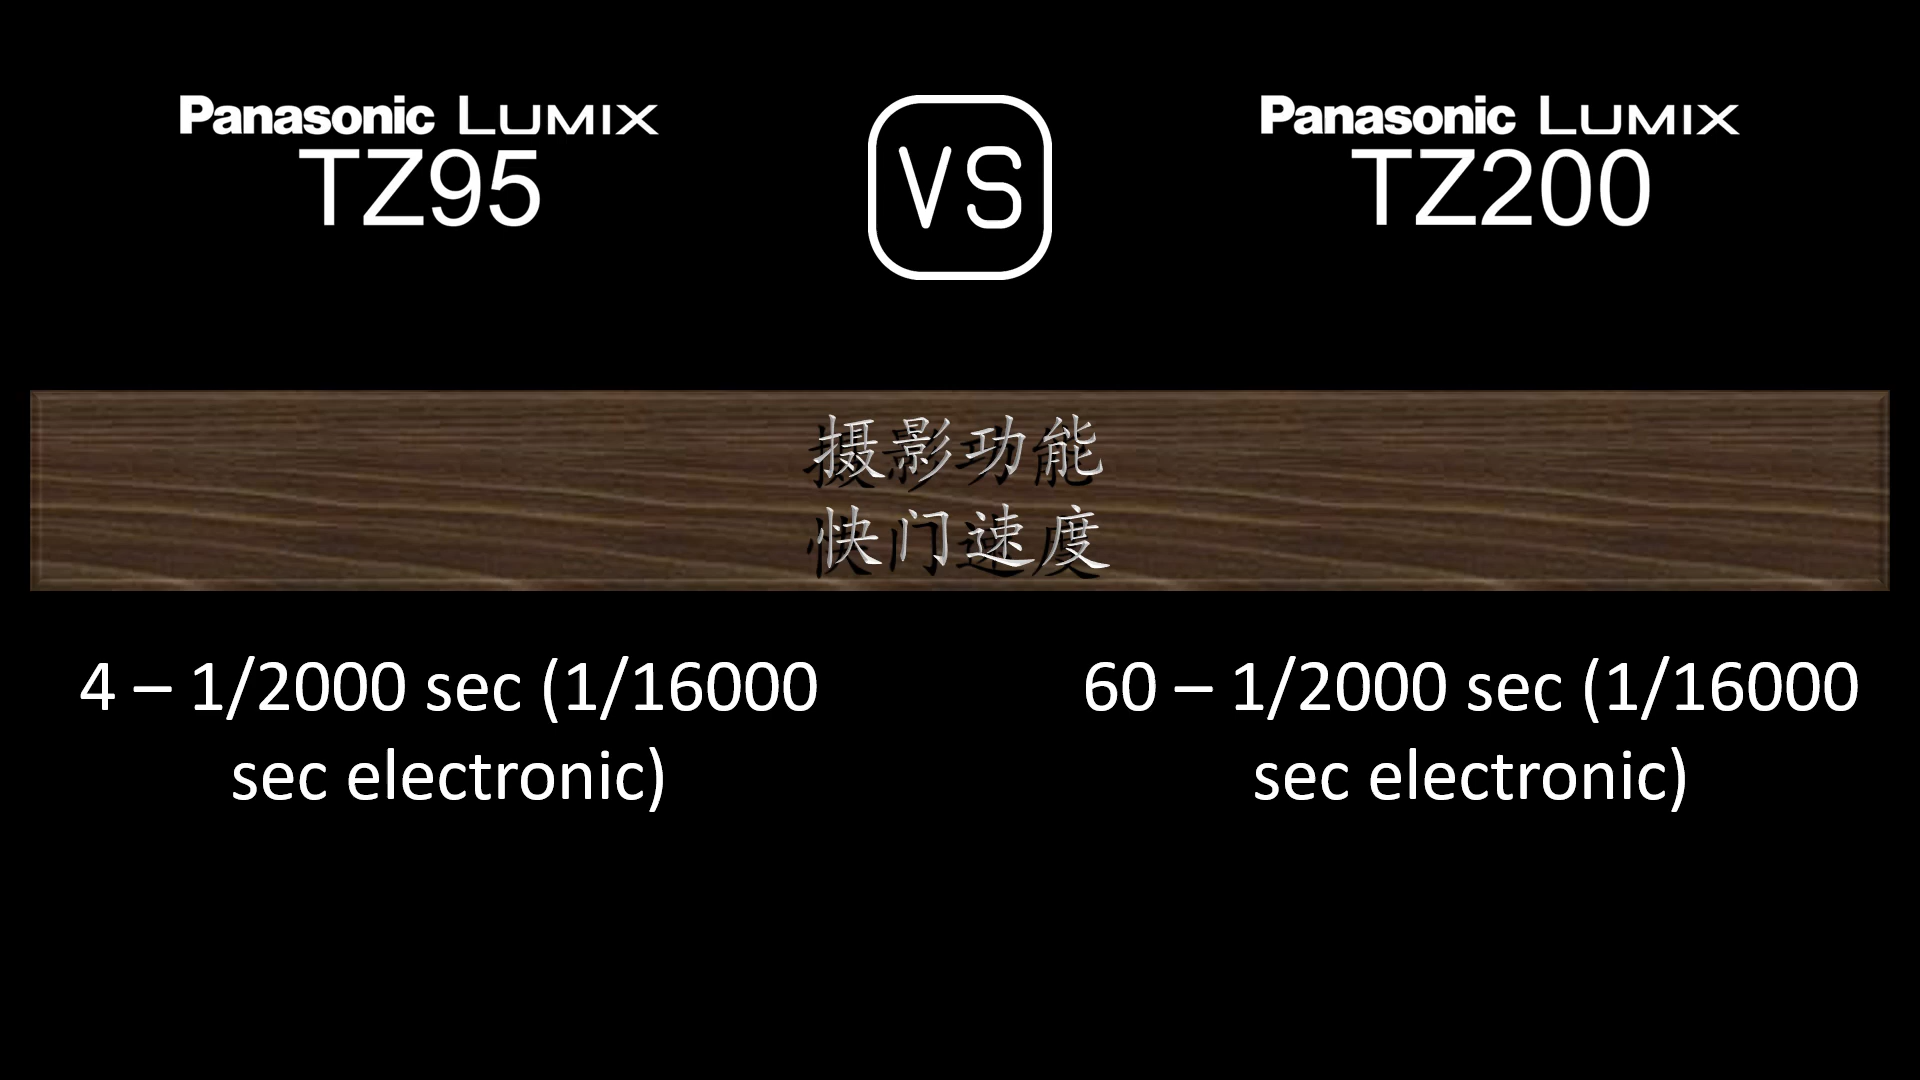 Panasonic LUMIX
TZ95
VS
Panasonic LUMIX
TZ200
摄影功能
快门速度
4 – 1/2000 sec (1/16000
sec electronic)
60 – 1/2000 sec (1/16000
sec electronic)